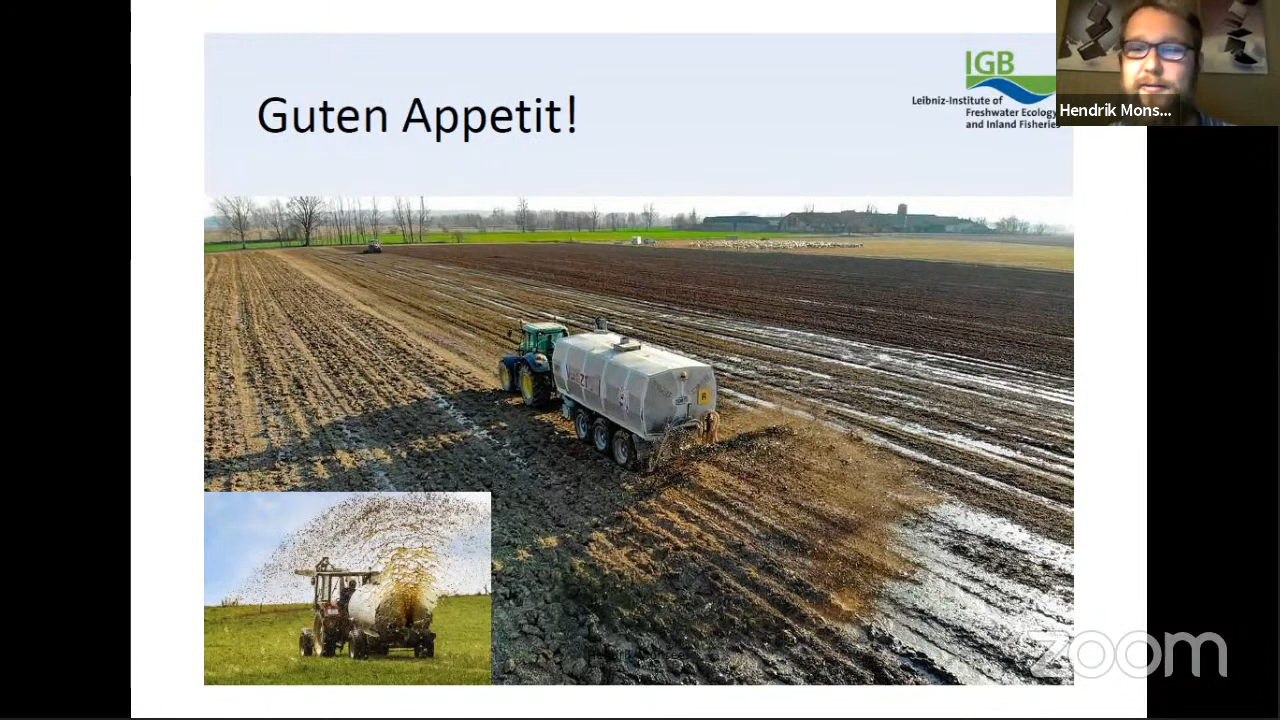 Guten Appetit!
IGB
Leibniz-Institute of
Freshwater Ecology
and Inland Fisheries
Hendrik Mons...
zoom